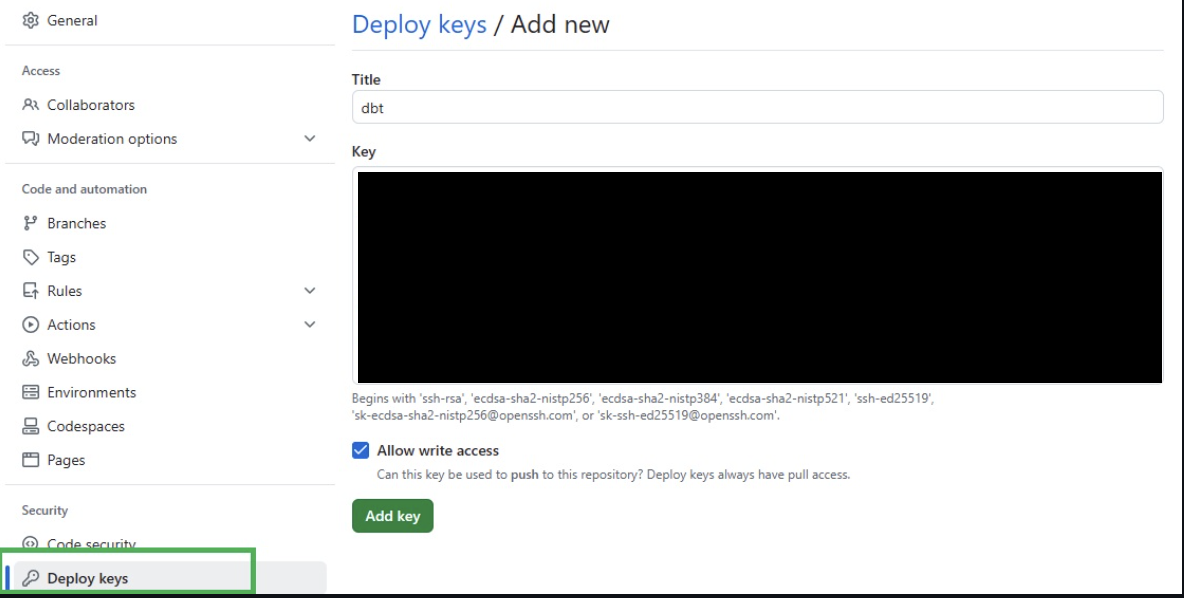 General
Access
Collaborators
Moderation options
Code and automation
Branches
Tags
Rules
Actions
Webhooks
Environments
Codespaces
Pages
Security
Code security
Deploy keys
Deploy keys / Add new
Title
dbt
Key
Begins with 'ssh-rsa', 'ecdsa-sha2-nistp256', 'ecdsa-sha2-nistp384', 'ecdsa-sha2-nistp521', 'ssh-ed25519',
'sk-ecdsa-sha2-nistp256@openssh.com', or 'sk-ssh-ed25519@openssh.com'.
Allow write access
Can this key be used to push to this repository? Deploy keys always have pull access.
Add key